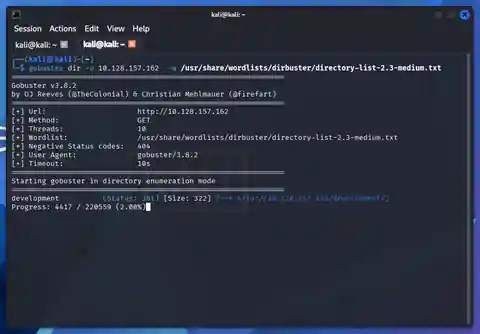 kali@kali: ~
Session Actions Edit View Help
kali@kali: ~ kali@kali: ~
(kali@kali)-[~]
$ gobuster dir -u 10.128.157.162 -w /usr/share/wordlists/dirbuster/directory-list-2.3-medium.txt
Gobuster v3.8.2
by OJ Reeves (@TheColonial) & Christian Mehlmauer (@firefart)
[+] Url: http://10.128.157.162
[+] Method: GET
[+] Threads: 10
[+] Wordlist: /usr/share/wordlists/dirbuster/directory-list-2.3-medium.txt
[+] Negative Status codes: 404
[+] User Agent: gobuster/3.8.2
[+] Timeout: 10s
Starting gobuster in directory enumeration mode
development (Status: 301) [Size: 322]
Progress: 4417 / 220559 (2.00%)